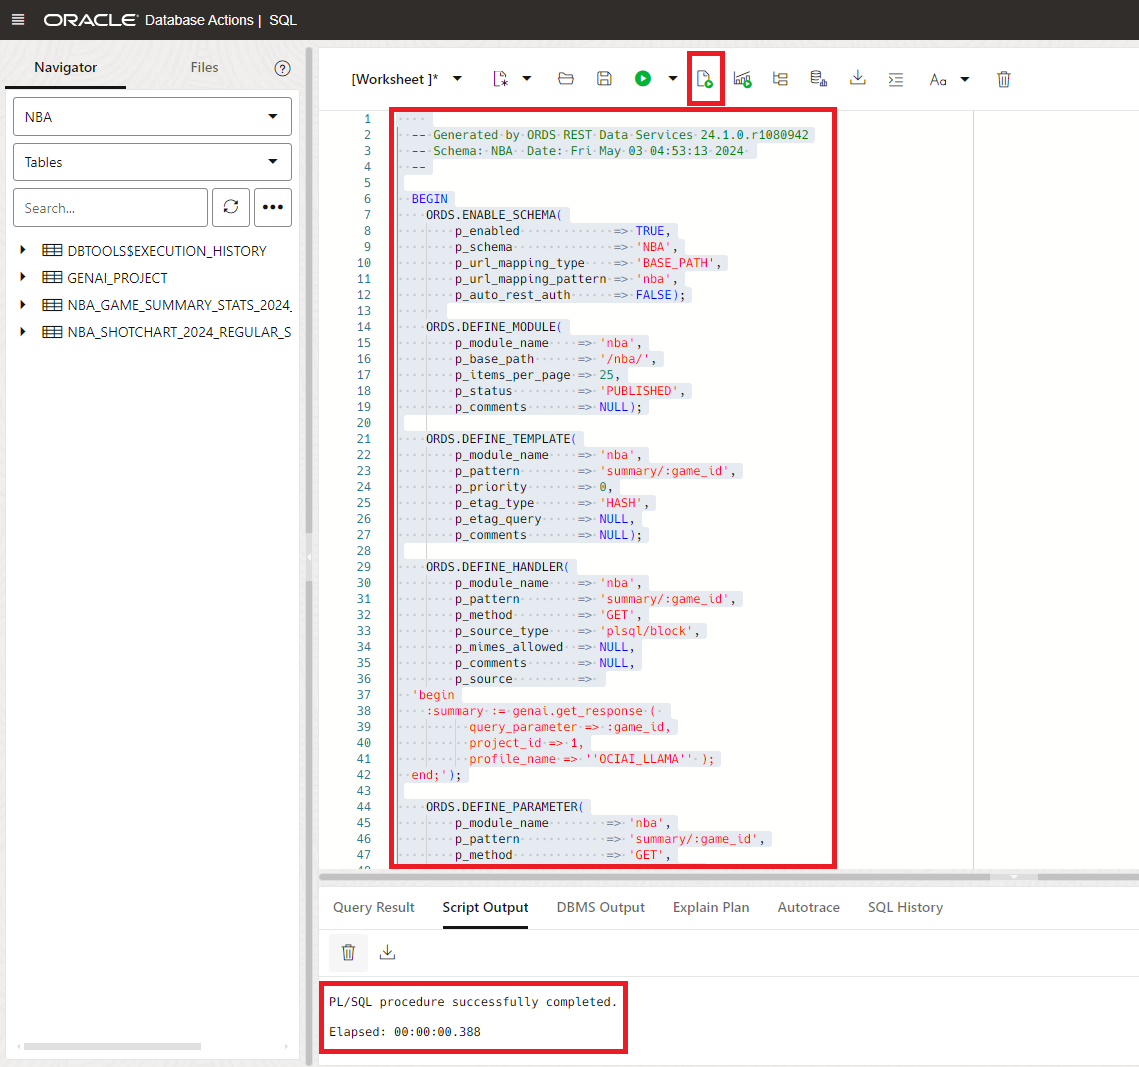 ORACLE Database Actions | SQL
Navigator
Files
?
NBA
Tables
Search...
DBTOOLS$EXECUTION_HISTORY
GENAI_PROJECT
NBA_GAME_SUMMARY_STATS_2024_
NBA_SHOTCHART_2024_REGULAR_S
[Worksheet ]*
Aa
1
2 -- Generated by ORDS REST Data Services 24.1.0.r1080942
3 -- Schema: NBA  Date: Fri May 03 04:53:13 2024
4 --
5
6 BEGIN
7 ORDS.ENABLE_SCHEMA(
8 p_enabled => TRUE,
9 p_schema => 'NBA',
10 p_url_mapping_type => 'BASE_PATH',
11 p_url_mapping_pattern => 'nba',
12 p_auto_rest_auth => FALSE);
13
14 ORDS.DEFINE_MODULE(
15 p_module_name => 'nba',
16 p_base_path => '/nba/',
17 p_items_per_page => 25,
18 p_status => 'PUBLISHED',
19 p_comments => NULL);
20
21 ORDS.DEFINE_TEMPLATE(
22 p_module_name => 'nba',
23 p_pattern => 'summary/:game_id',
24 p_priority => 0,
25 p_etag_type => 'HASH',
26 p_etag_query => NULL,
27 p_comments => NULL);
28
29 ORDS.DEFINE_HANDLER(
30 p_module_name => 'nba',
31 p_pattern => 'summary/:game_id',
32 p_method => 'GET',
33 p_source_type => 'plsql/block',
34 p_mimes_allowed => NULL,
35 p_comments => NULL,
36 p_source =>
37 'begin
38 :summary := genai.get_response (
39 query_parameter => :game_id,
40 project_id => 1,
41 profile_name => ''OCIAI_LLAMA'' );
42 end;');
43
44 ORDS.DEFINE_PARAMETER(
45 p_module_name => 'nba',
46 p_pattern => 'summary/:game_id',
47 p_method => 'GET',
Query Result
Script Output
DBMS Output
Explain Plan
Autotrace
SQL History
PL/SQL procedure successfully completed.
Elapsed: 00:00:00.388